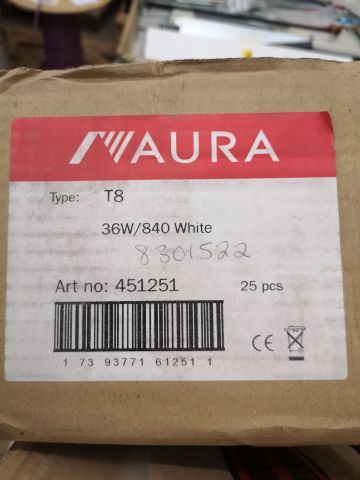 AURA
Type: T8
36W/840 White
8301522
Art no: 451251 25 pcs
1 73 93771 61251 1
CE